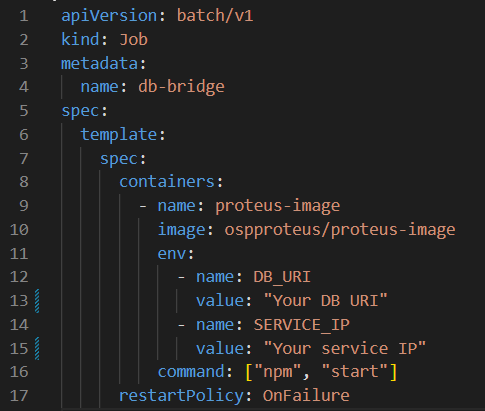 1 apiVersion: batch/v1
2 kind: Job
3 metadata:
4   name: db-bridge
5 spec:
6   template:
7     spec:
8       containers:
9         - name: proteus-image
10           image: ospproteus/proteus-image
11           env:
12             - name: DB_URI
13               value: "Your DB URI"
14             - name: SERVICE_IP
15               value: "Your service IP"
16           command: ["npm", "start"]
17       restartPolicy: OnFailure